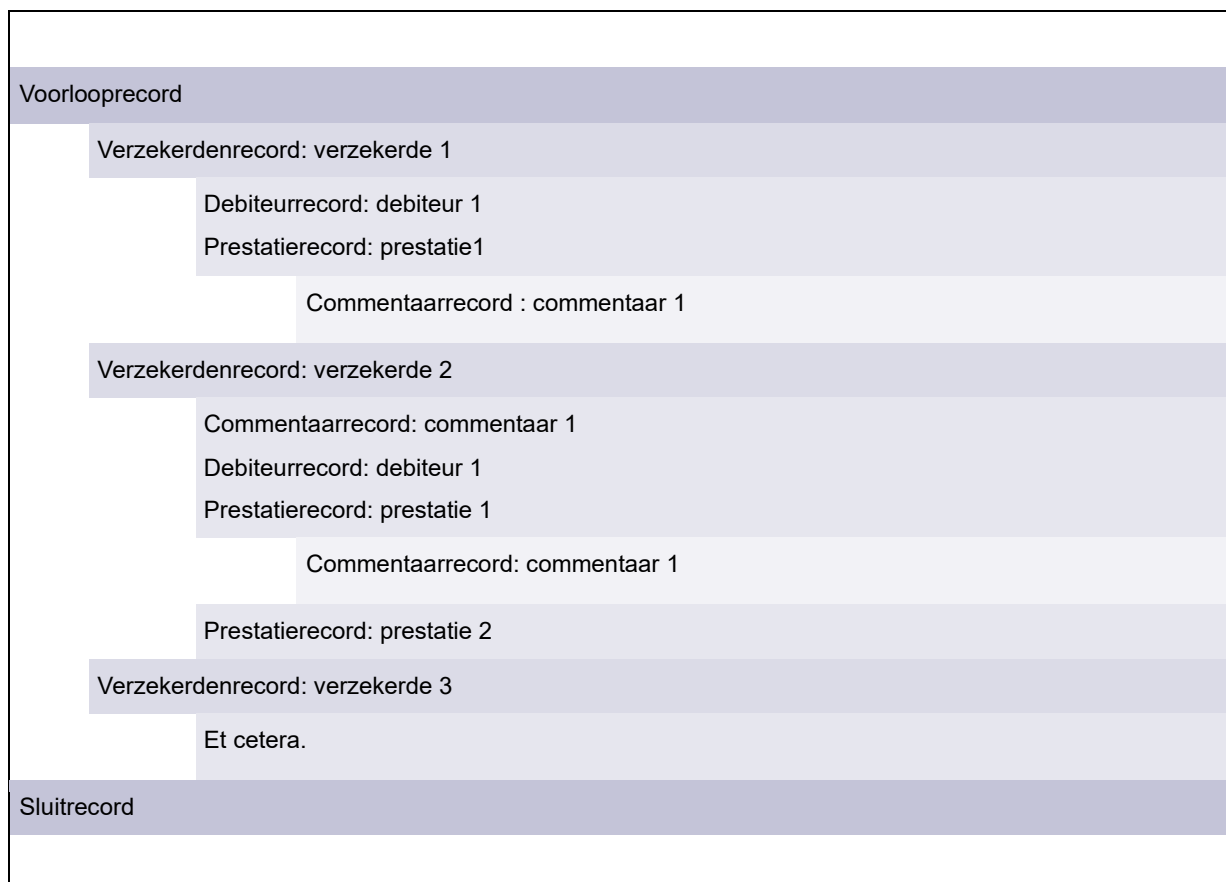 Voorlooprecord
Verzekerdenrecord: verzekerde 1
Debiteurrecord: debiteur 1
Prestatierecord: prestatie1
Commentaarrecord : commentaar 1
Verzekerdenrecord: verzekerde 2
Commentaarrecord: commentaar 1
Debiteurrecord: debiteur 1
Prestatierecord: prestatie 1
Commentaarrecord: commentaar 1
Prestatierecord: prestatie 2
Verzekerdenrecord: verzekerde 3
Et cetera.
Sluitrecord